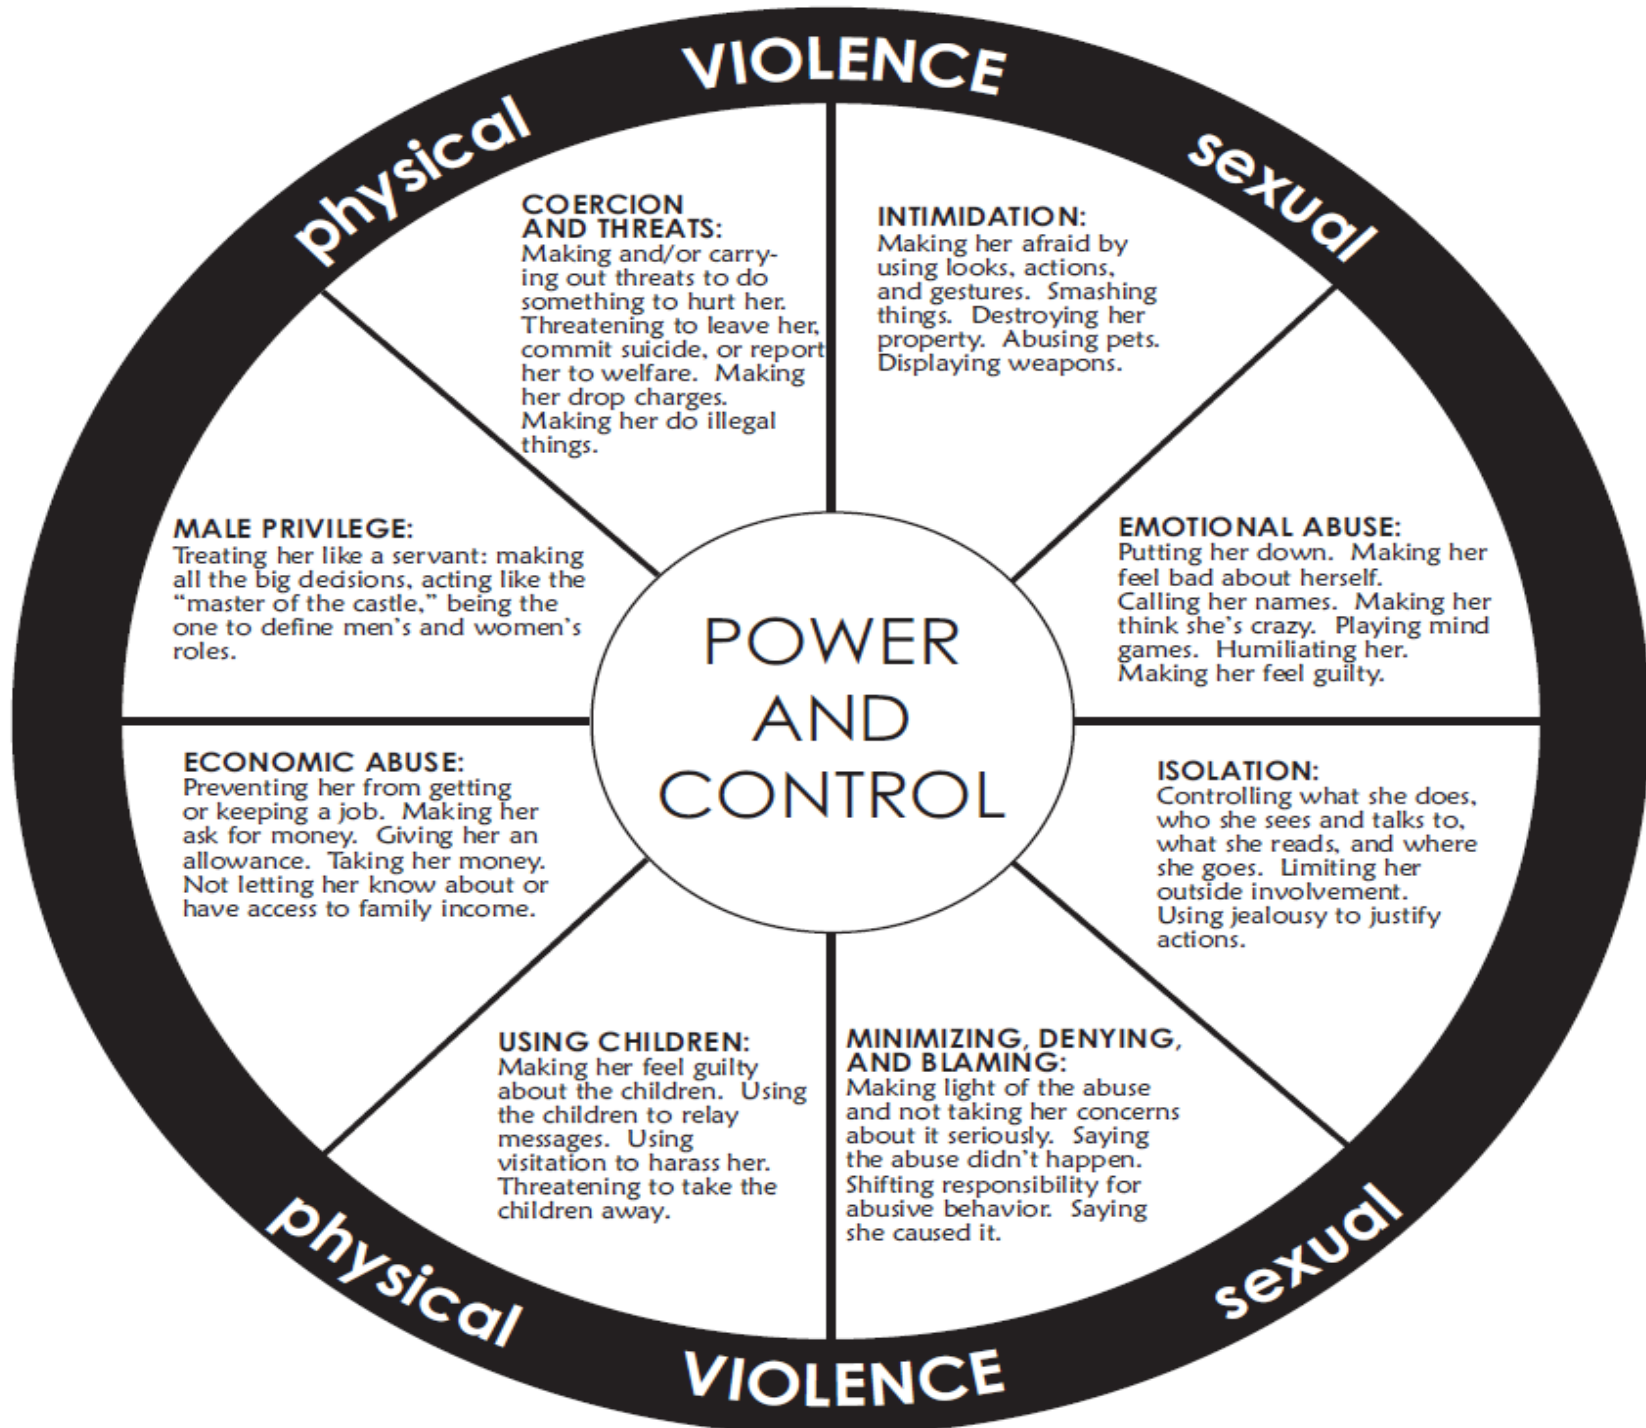 VIOLENCE
physical
sexual
COERCION
AND THREATS:
Making and/or carry-
ing out threats to do
something to hurt her.
Threatening to leave her,
commit suicide, or report
her to welfare. Making
her drop charges.
Making her do illegal
things.
INTIMIDATION:
Making her afraid by
using looks, actions,
and gestures. Smashing
things. Destroying her
property. Abusing pets.
Displaying weapons.
MALE PRIVILEGE:
Treating her like a servant: making
all the big decisions, acting like the
“master of the castle,” being the
one to define men’s and women’s
roles.
EMOTIONAL ABUSE:
Putting her down. Making her
feel bad about herself.
Calling her names. Making her
think she’s crazy. Playing mind
games. Humiliating her.
Making her feel guilty.
POWER
AND
CONTROL
ECONOMIC ABUSE:
Preventing her from getting
or keeping a job. Making her
ask for money. Giving her an
allowance. Taking her money.
Not letting her know about or
have access to family income.
ISOLATION:
Controlling what she does,
who she sees and talks to,
what she reads, and where
she goes. Limiting her
outside involvement.
Using jealousy to justify
actions.
USING CHILDREN:
Making her feel guilty
about the children. Using
the children to relay
messages. Using
visitation to harass her.
Threatening to take the
children away.
MINIMIZING, DENYING,
AND BLAMING:
Making light of the abuse
and not taking her concerns
about it seriously. Saying
the abuse didn’t happen.
Shifting responsibility for
abusive behavior. Saying
she caused it.
physical
sexual
VIOLENCE